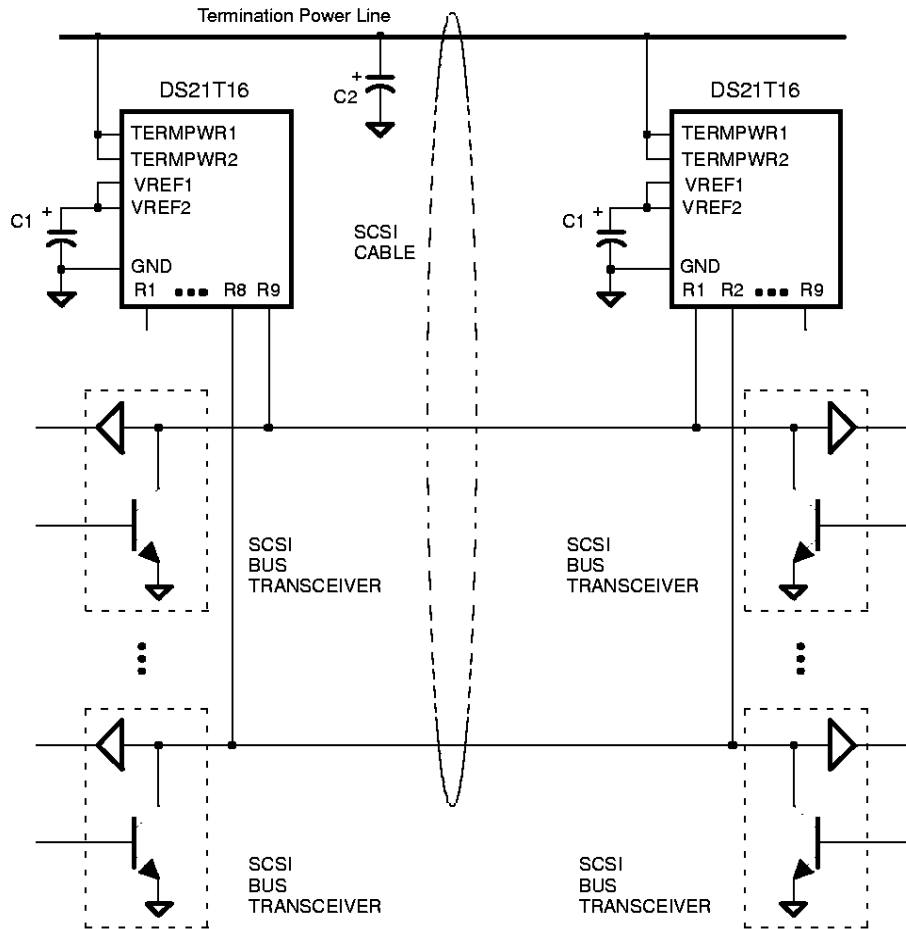 Termination Power Line
DS21T16
+
C2
DS21T16
TERMPWR1
TERMPWR2
VREF1
VREF2
+
C1
GND
R1 R8 R9
SCSI
CABLE
TERMPWR1
TERMPWR2
VREF1
VREF2
+
C1
GND
R1 R2 R9
SCSI
BUS
TRANSCEIVER
SCSI
BUS
TRANSCEIVER
SCSI
BUS
TRANSCEIVER
SCSI
BUS
TRANSCEIVER